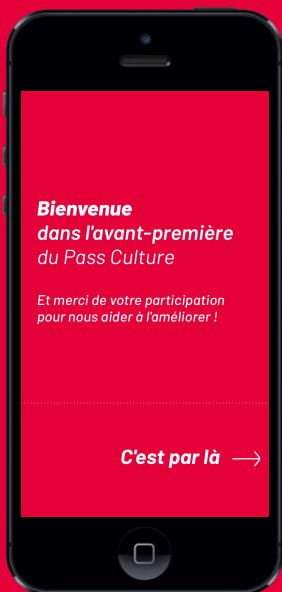 Bienvenue
dans l'avant-première
du Pass Culture
Et merci de votre participation
pour nous aider à l'améliorer !
C'est par là